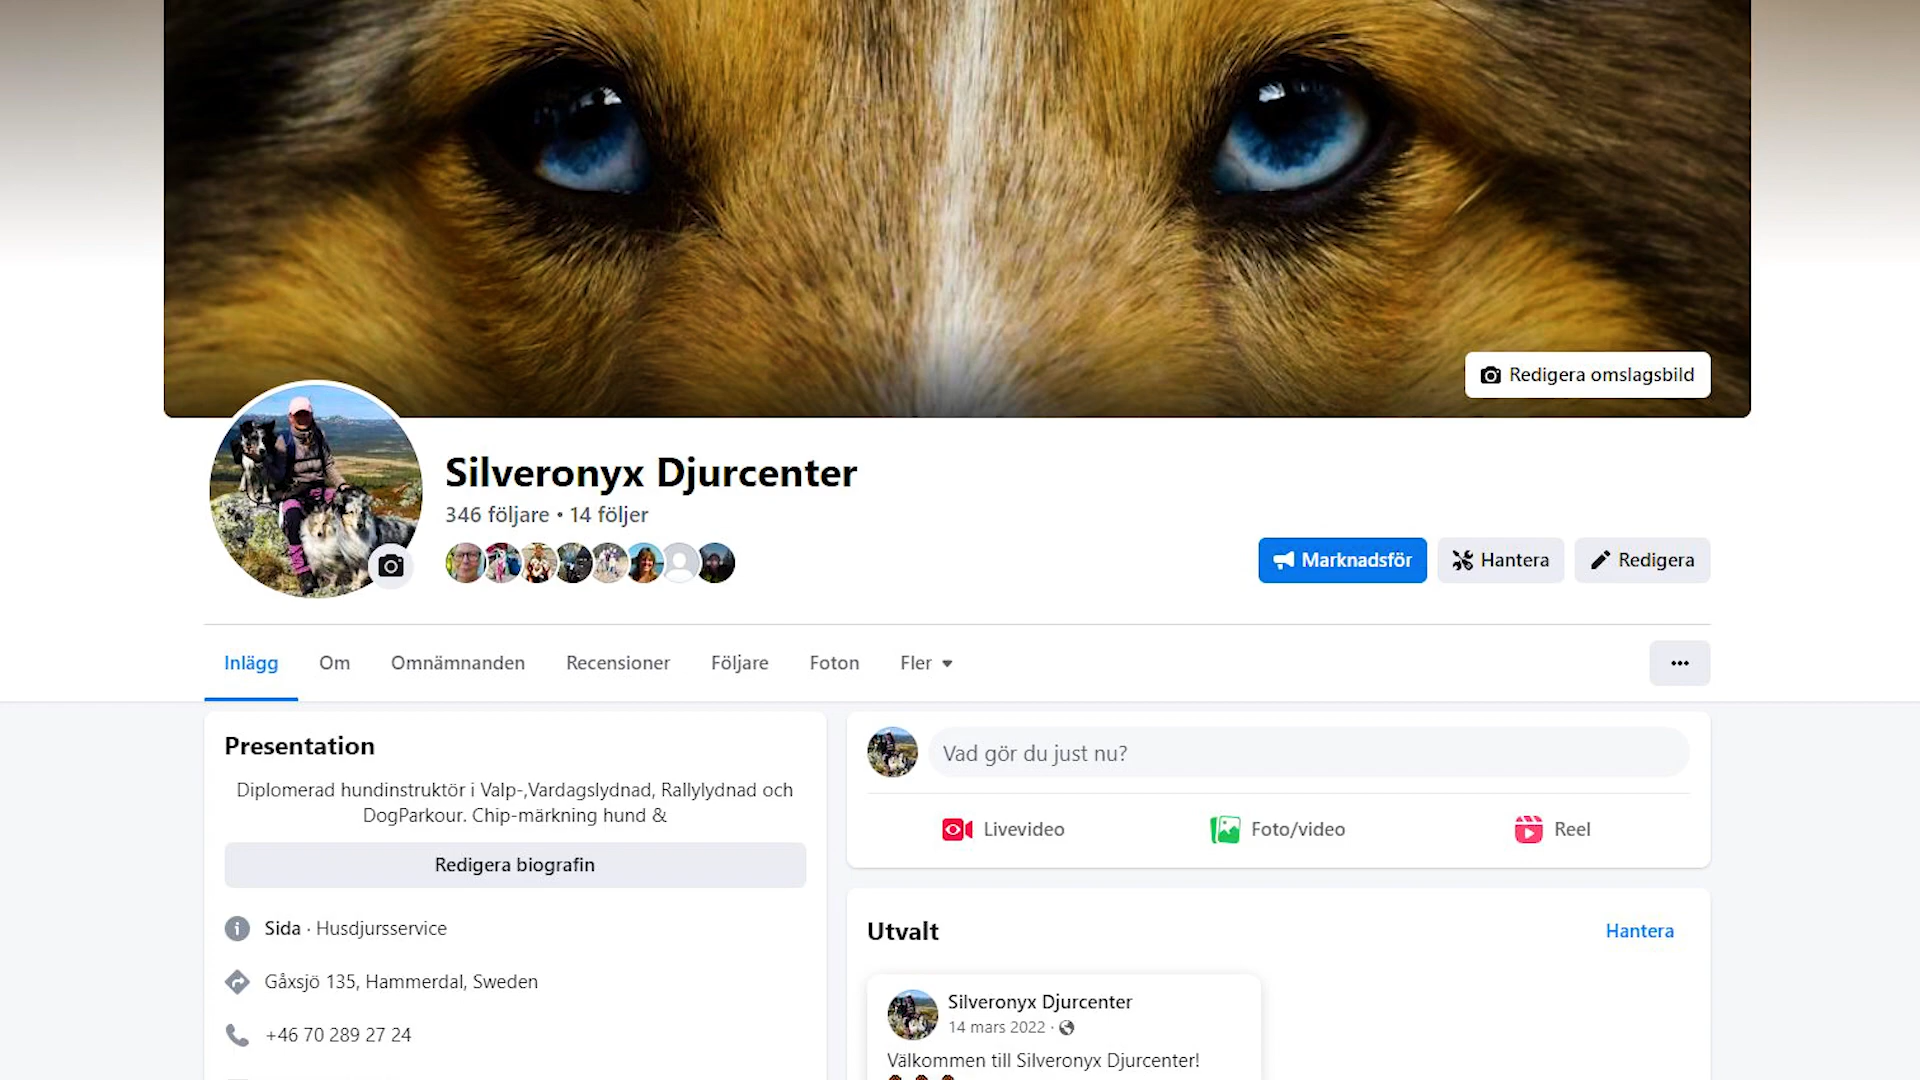 Redigera omslagsbild
Silveronyx Djurcenter
346 följare • 14 följer
Marknadsför
Hantera
Redigera
Inlägg
Om
Omnämnanden
Recensioner
Följare
Foton
Fler
Presentation
Diplomerad hundinstruktör i Valp-,Vardagslydnad, Rallylydnad och
DogParkour. Chip-märkning hund &
Redigera biografin
Sida · Husdjursservice
Gåxsjö 135, Hammerdal, Sweden
+46 70 289 27 24
Vad gör du just nu?
Livevideo
Foto/video
Reel
Utvalt
Hantera
Silveronyx Djurcenter
14 mars 2022 ·
Välkommen till Silveronyx Djurcenter!